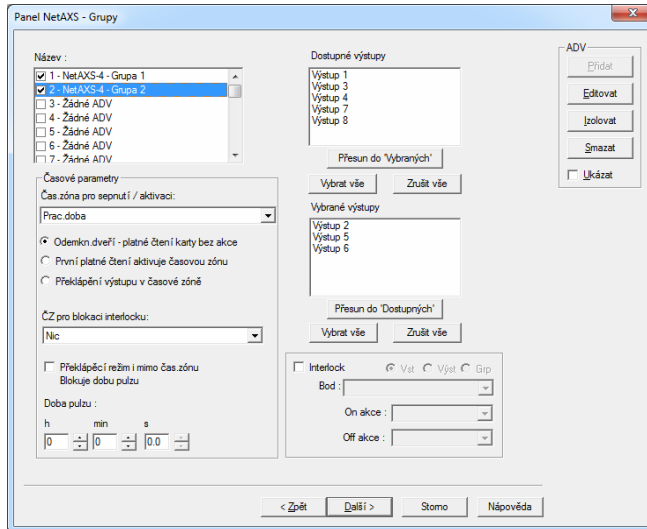 Panel NetAXS - Grupy
Název :
1 - NetAXS-4 - Grupa 1
2 - NetAXS-4 - Grupa 2
3 - Žádné ADV
4 - Žádné ADV
5 - Žádné ADV
6 - Žádné ADV
7 - Žádné ADV
Časové parametry
Čas.zóna pro sepnutí / aktivaci:
Prac.doba
Odemkn.dveří - platné čtení karty bez akce
První platné čtení aktivuje časovou zónu
Překlápění výstupu v časové zóně
ČZ pro blokaci interlocku:
Nic
Překlápěcí režim i mimo čas.zónu
Blokuje dobu pulzu
Doba pulzu :
h min s
0 0 0.0
Dostupné výstupy
Výstup 1
Výstup 3
Výstup 4
Výstup 7
Výstup 8
Přesun do 'Vybraných'
Vybrat vše Zrušit vše
Vybrané výstupy
Výstup 2
Výstup 5
Výstup 6
Přesun do 'Dostupných'
Vybrat vše Zrušit vše
Interlock Vst Výst Grp
Bod :
On akce :
Off akce :
ADV
Přidat
Editovat
Izolovat
Smazat
Ukázat
< Zpět Další > Storno Nápověda